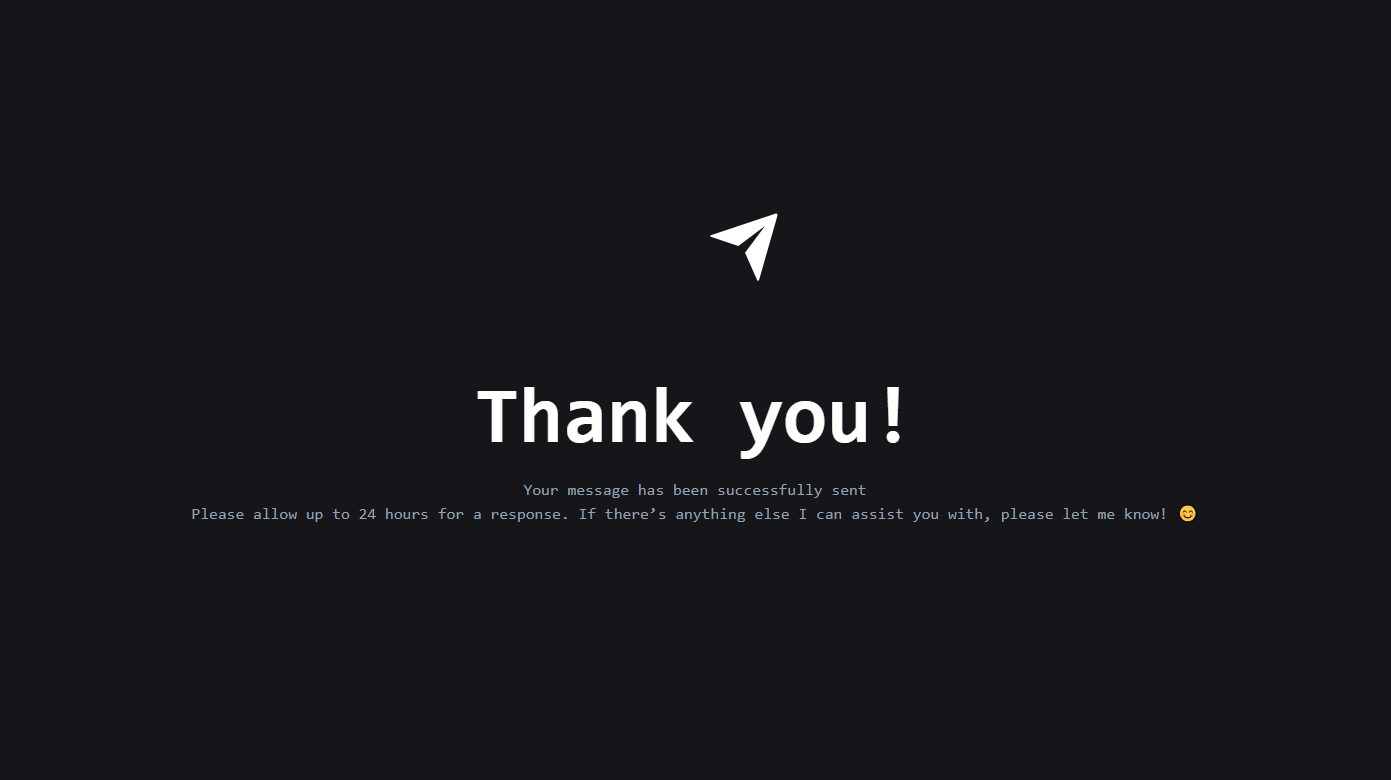 Thank you!
Your message has been successfully sent
Please allow up to 24 hours for a response. If there’s anything else I can assist you with, please let me know! 😊